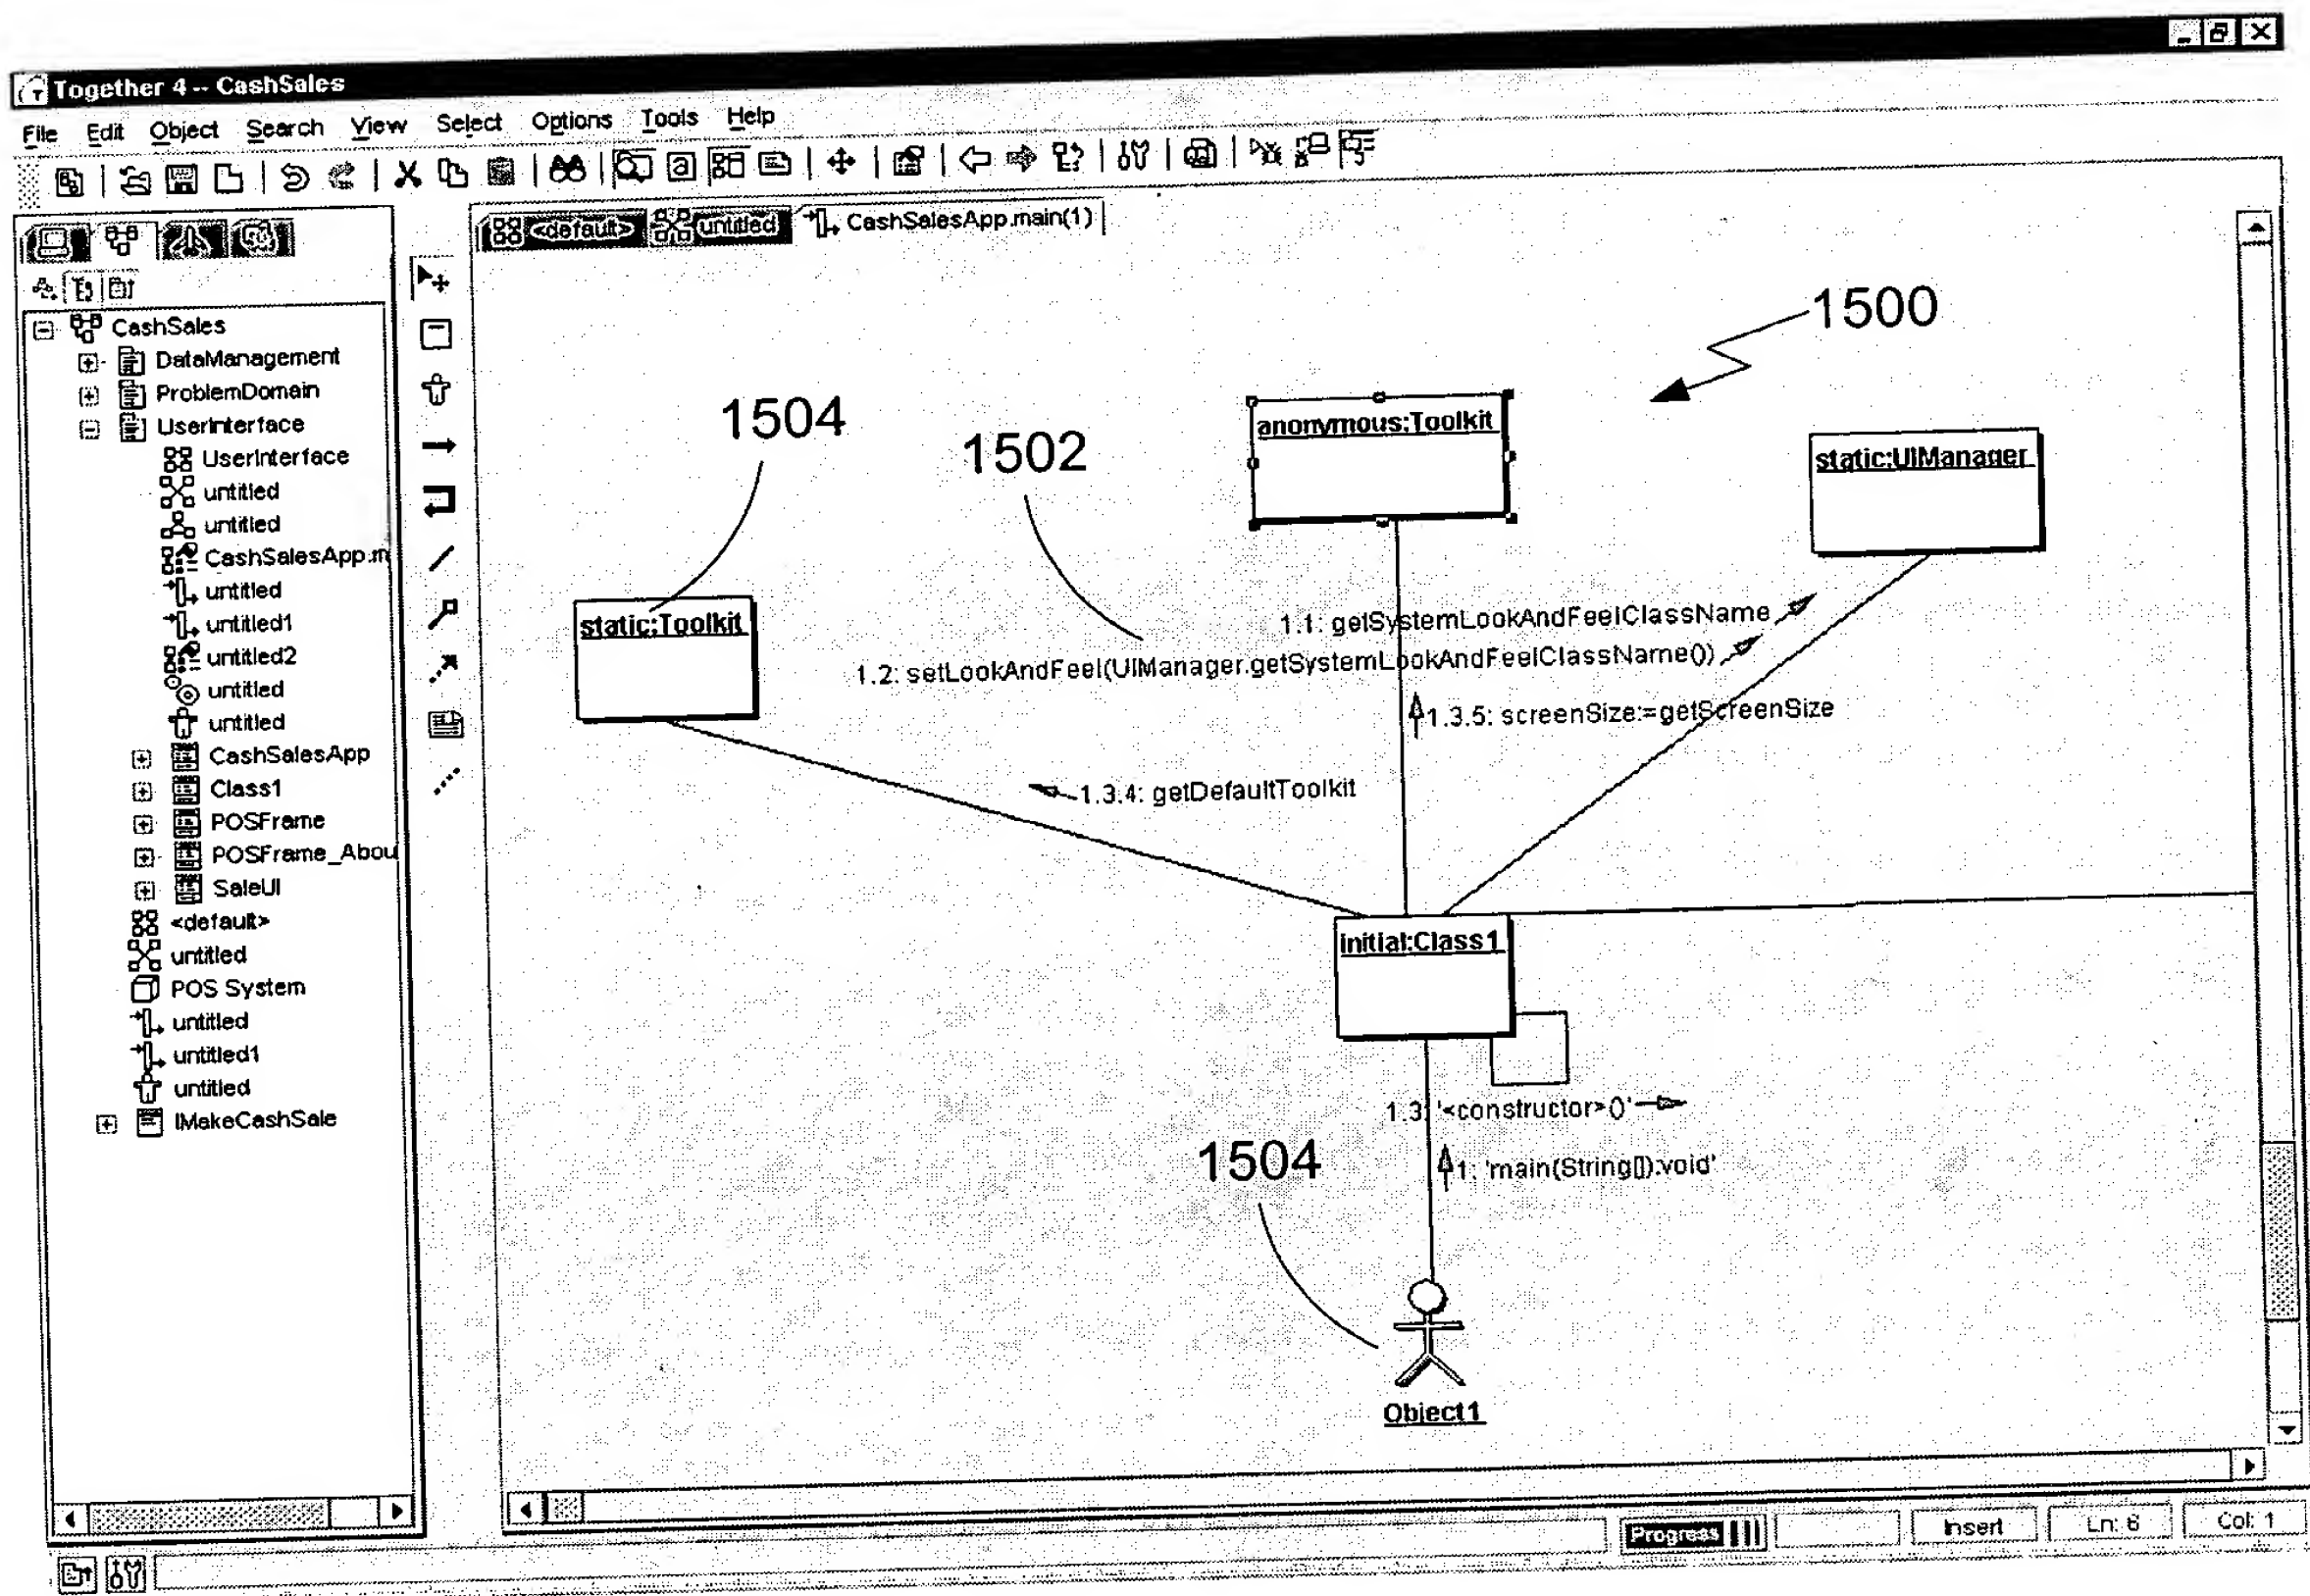 Together 4 -- CashSales
File Edit Object Search View Select Options Tools Help
<default> untitled CashSalesApp.main(1)
CashSales
DataManagement
ProblemDomain
UserInterface
UserInterface
untitled
untitled
CashSalesApp.m
untitled
untitled1
untitled2
untitled
untitled
CashSalesApp
Class1
POSFrame
POSFrame_Abou
SaleUI
<default>
untitled
POS System
untitled
untitled1
untitled
IMakeCashSale
1500
1504
1502
anonymous:Toolkit
static:UIManager
static:Toolkit
1.1: getSystemLookAndFeelClassName
1.2: setLookAndFeel(UIManager.getSystemLookAndFeelClassName())
1.3.5: screenSize:=getScreenSize
1.3.4: getDefaultToolkit
initial:Class1
1.3: '<constructor>()'
1504
1: 'main(String[]):void'
Object1
Progress Insert Ln: 6 Col: 1